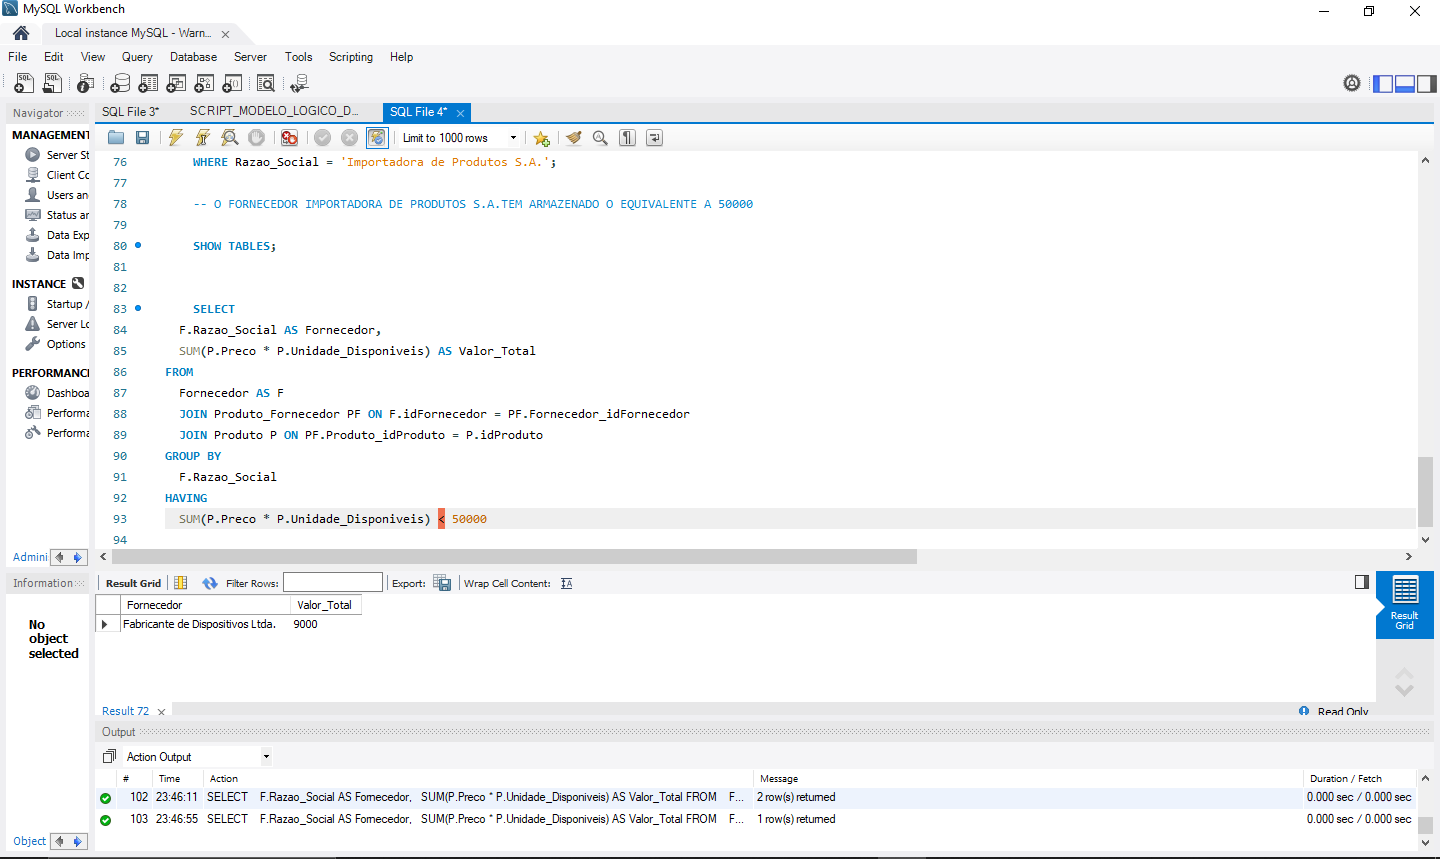 MySQL Workbench
Local instance MySQL - Warn...
File Edit View Query Database Server Tools Scripting Help
Navigator
SQL File 3* SCRIPT_MODELO_LOGICO_D... SQL File 4*
MANAGEMENT
Server St
Client Co
Users an
Status ar
Data Exp
Data Imp
INSTANCE
Startup /
Server Lo
Options
PERFORMANC
Dashboa
Performa
Performa
Admini
Limit to 1000 rows
76 WHERE Razao_Social = 'Importadora de Produtos S.A.';
77
78 -- O FORNECEDOR IMPORTADORA DE PRODUTOS S.A.TEM ARMAZENADO O EQUIVALENTE A 50000
79
80 SHOW TABLES;
81
82
83 SELECT
84 F.Razao_Social AS Fornecedor,
85 SUM(P.Preco * P.Unidade_Disponiveis) AS Valor_Total
86 FROM
87 Fornecedor AS F
88 JOIN Produto_Fornecedor PF ON F.idFornecedor = PF.Fornecedor_idFornecedor
89 JOIN Produto P ON PF.Produto_idProduto = P.idProduto
90 GROUP BY
91 F.Razao_Social
92 HAVING
93 SUM(P.Preco * P.Unidade_Disponiveis) < 50000
94
Information
No
object
selected
Object
Result Grid Filter Rows: Export: Wrap Cell Content:
Fornecedor Valor_Total
Fabricante de Dispositivos Ltda. 9000
Result
Grid
Result 72
Read Only
Output
Action Output
# Time Action Message Duration / Fetch
102 23:46:11 SELECT F.Razao_Social AS Fornecedor, SUM(P.Preco * P.Unidade_Disponiveis) AS Valor_Total FROM F... 2 row(s) returned 0.000 sec / 0.000 sec
103 23:46:55 SELECT F.Razao_Social AS Fornecedor, SUM(P.Preco * P.Unidade_Disponiveis) AS Valor_Total FROM F... 1 row(s) returned 0.000 sec / 0.000 sec